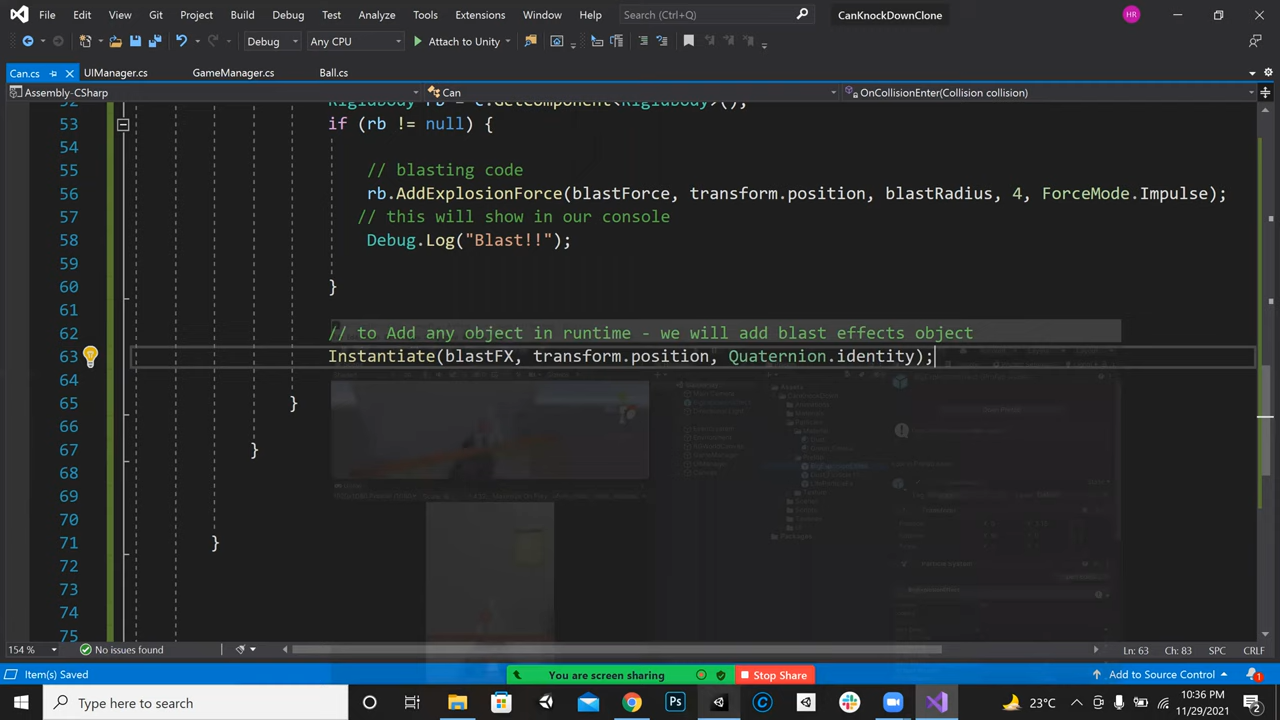 File Edit View Git Project Build Debug Test Analyze Tools Extensions Window Help Search (Ctrl+Q) CanKnockDownClone HR
Debug Any CPU Attach to Unity
Can.cs UIManager.cs GameManager.cs Ball.cs
Assembly-CSharp Can OnCollisionEnter(Collision collision)
52 Rigidbody rb = c.GetComponent<Rigidbody>();
53 if (rb != null) {
54
55 // blasting code
56 rb.AddExplosionForce(blastForce, transform.position, blastRadius, 4, ForceMode.Impulse);
57 // this will show in our console
58 Debug.Log("Blast!!");
59
60 }
61
62 // to Add any object in runtime - we will add blast effects object
63 Instantiate(blastFX, transform.position, Quaternion.identity);
64
65 }
66
67 }
68
69
70
71 }
72
73
74
75
154 % No issues found Ln: 63 Ch: 83 SPC CRLF
Item(s) Saved You are screen sharing Stop Share Add to Source Control 1
Type here to search 23°C 10:36 PM
11/29/2021